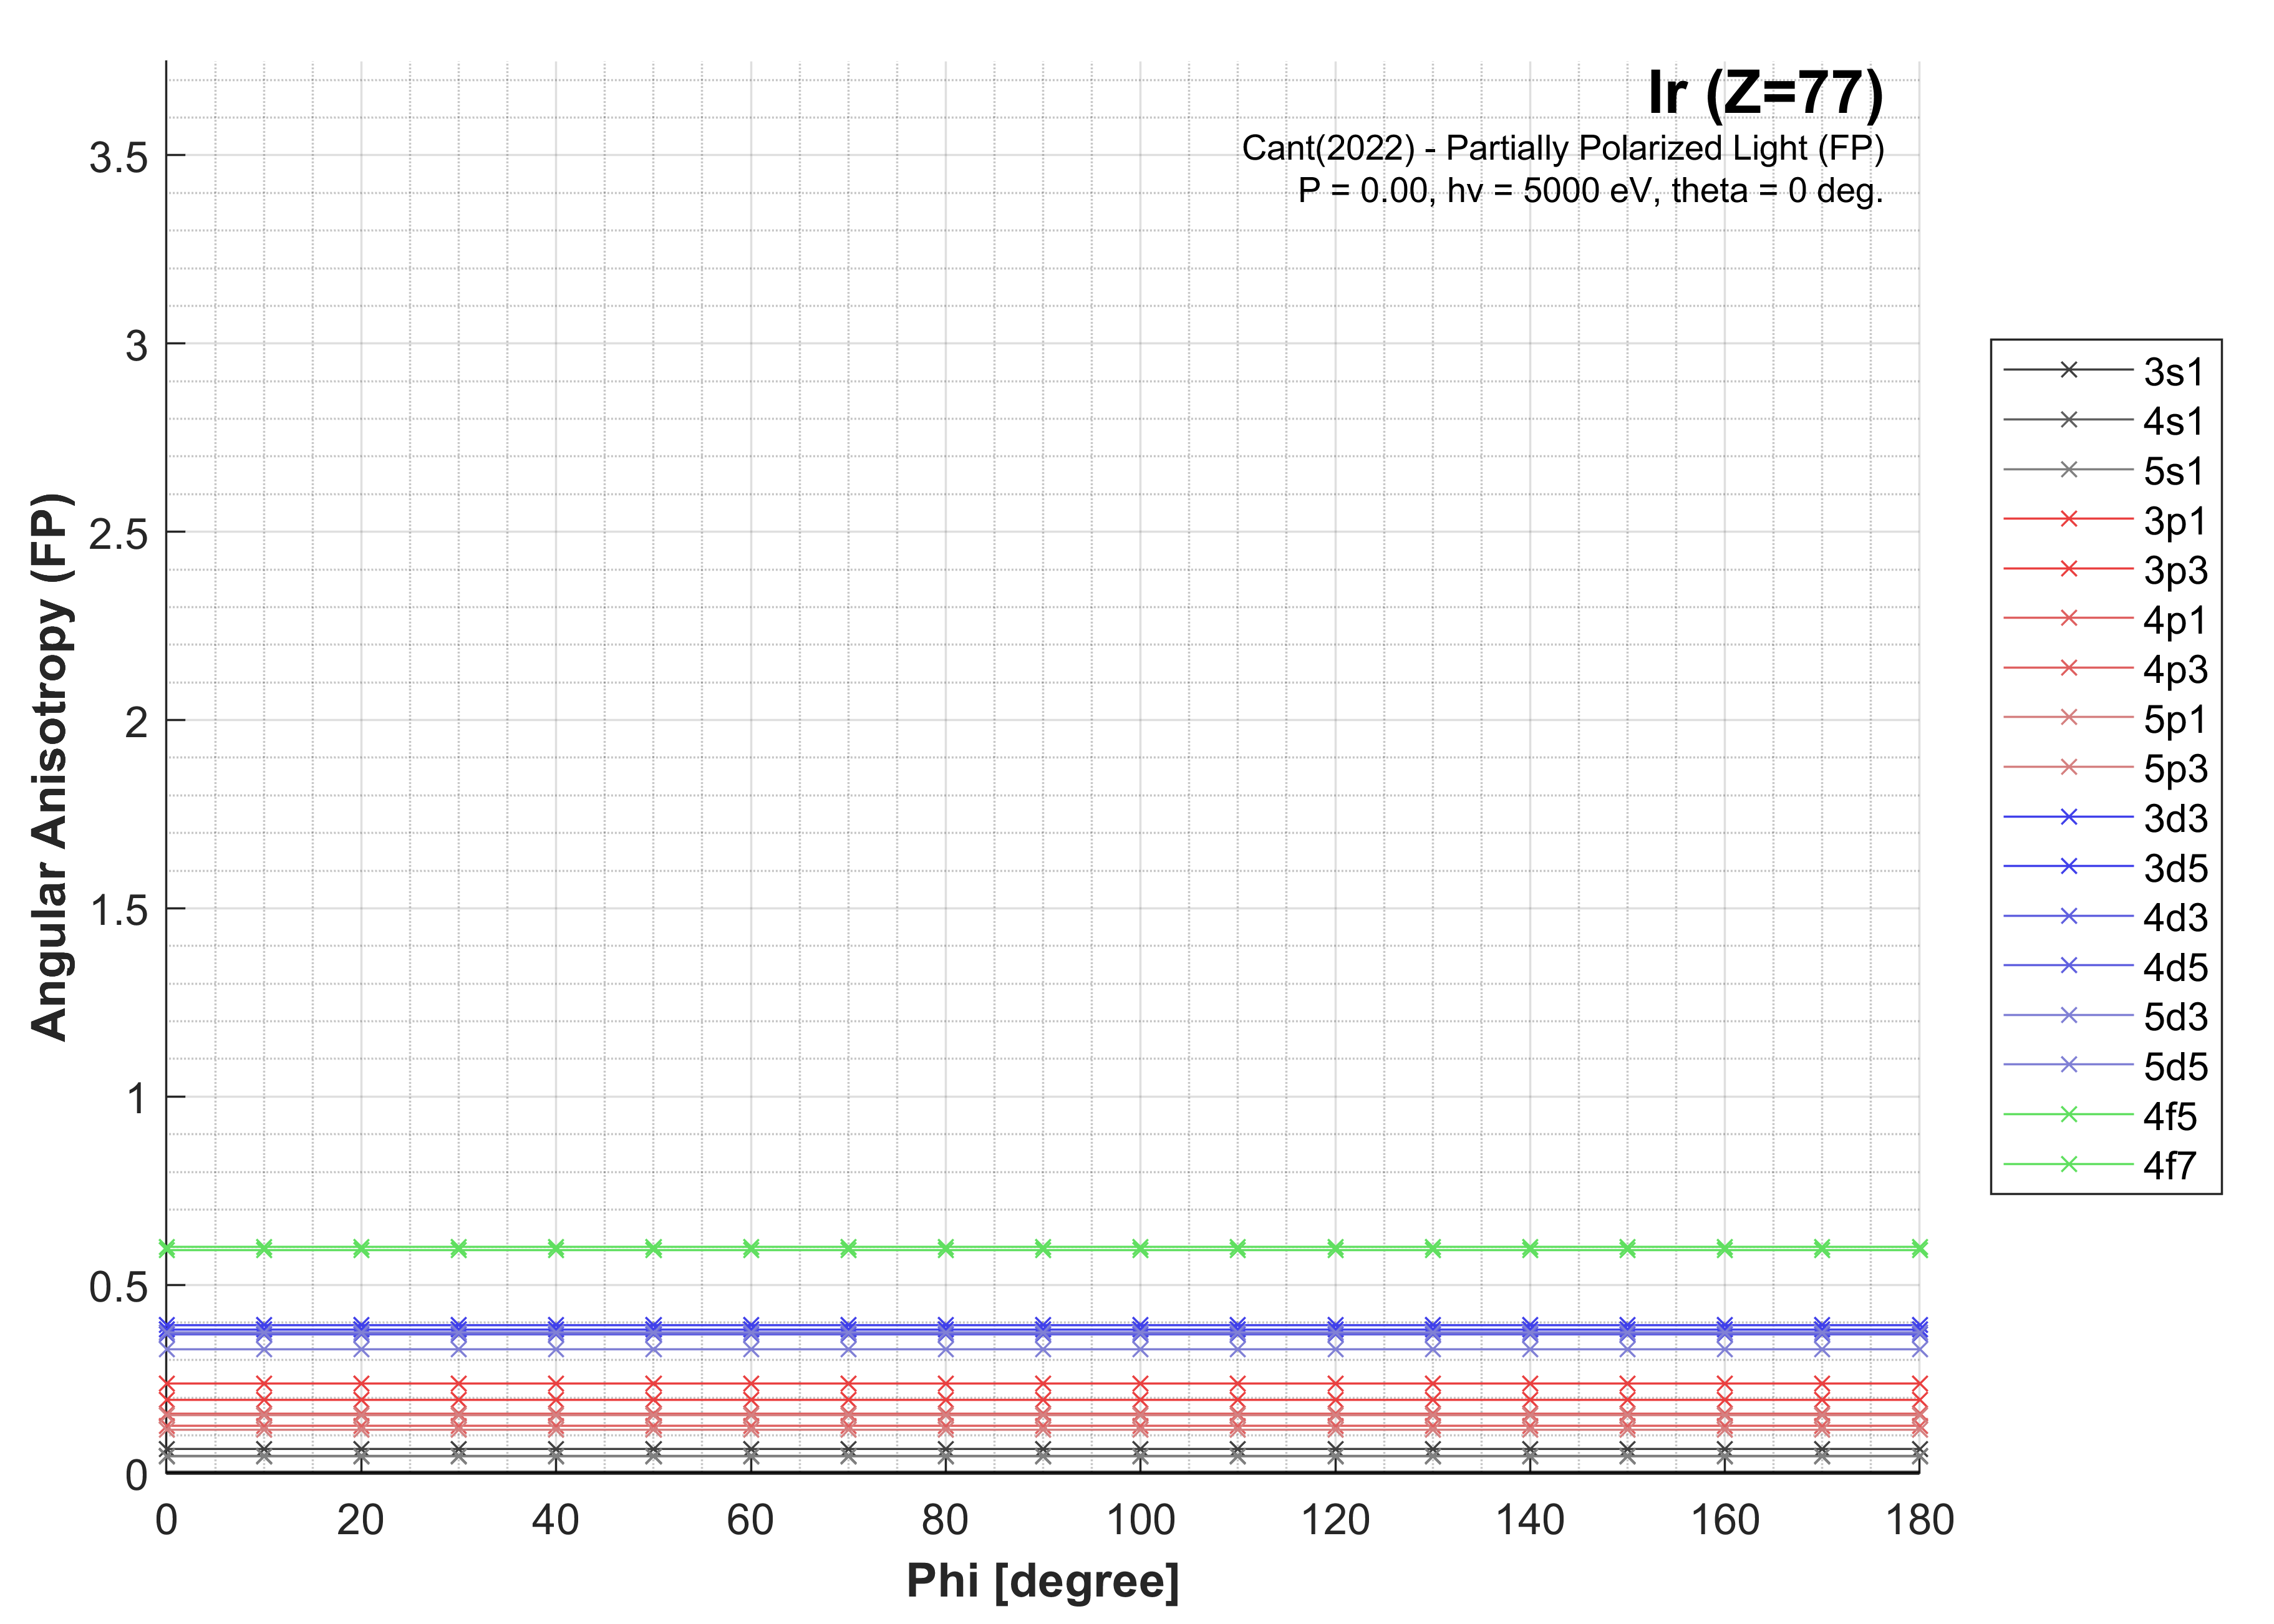 Ir (Z=77)
Cant(2022) - Partially Polarized Light (FP)
P = 0.00, hv = 5000 eV, theta = 0 deg.
Angular Anisotropy (FP)
3.5
3
2.5
2
1.5
1
0.5
0
0 20 40 60 80 100 120 140 160 180
Phi [degree]
3s1
4s1
5s1
3p1
3p3
4p1
4p3
5p1
5p3
3d3
3d5
4d3
4d5
5d3
5d5
4f5
4f7